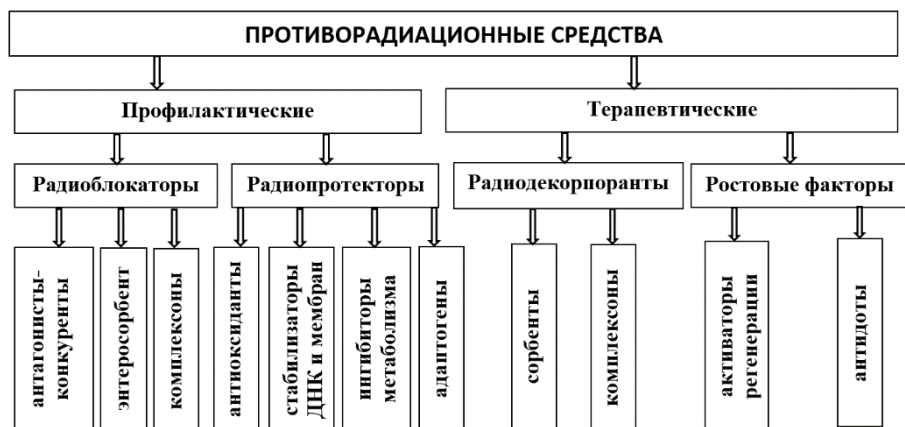 ПРОТИВОРАДИАЦИОННЫЕ СРЕДСТВА
Профилактические
Терапевтические
Радиоблокаторы
Радиопротекторы
Радиодекорпоранты
Ростовые факторы
антагонисты-
конкуренты
энтеросорбент
комплексоны
антиоксиданты
стабилизаторы
ДНК и мембран
ингибиторы
метаболизма
адаптогены
сорбенты
комплексоны
активаторы
регенерации
антидоты